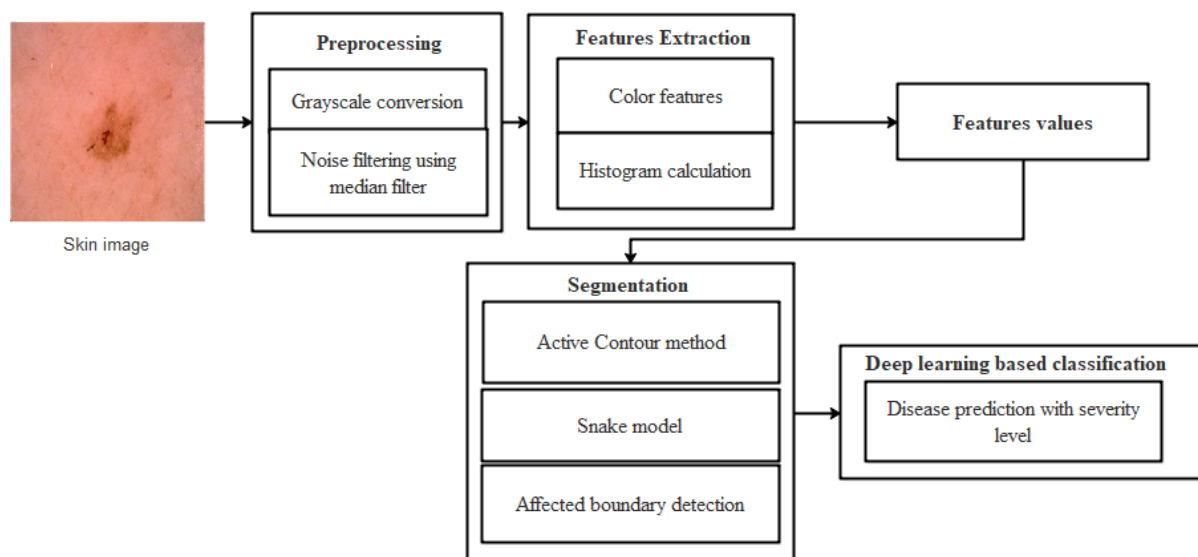 Skin image
Preprocessing
Grayscale conversion
Noise filtering using
median filter
Features Extraction
Color features
Histogram calculation
Features values
Segmentation
Active Contour method
Snake model
Affected boundary detection
Deep learning based classification
Disease prediction with severity
level